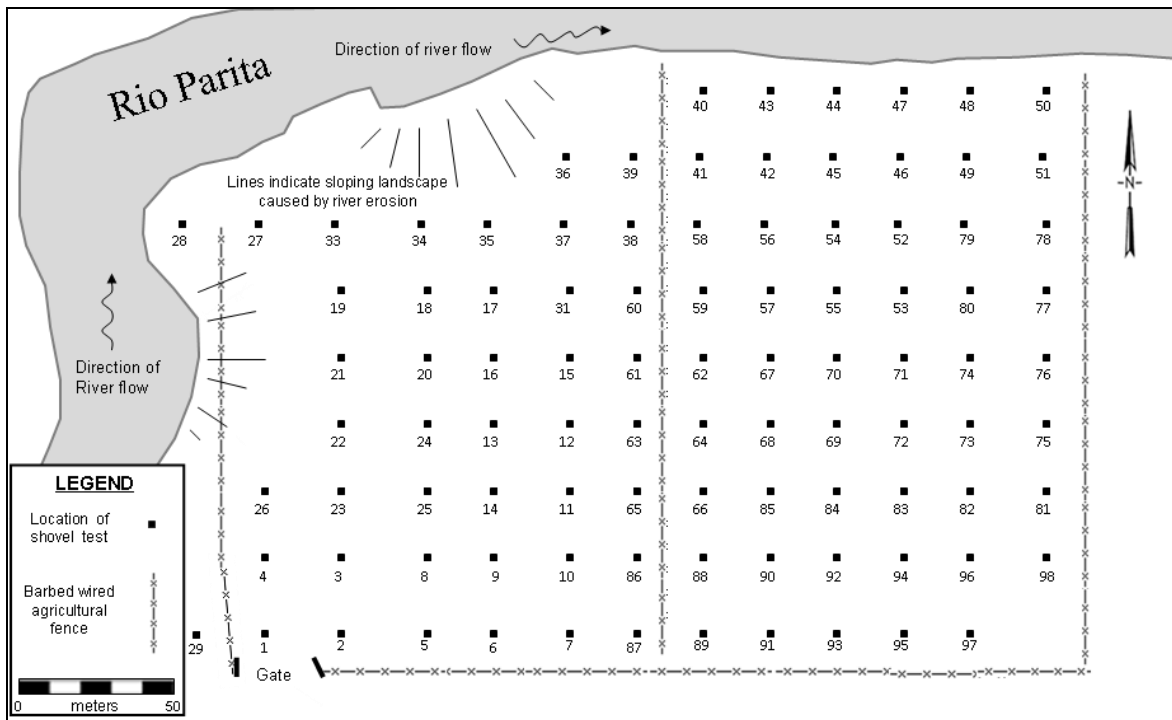 Direction of river flow
Rio Parita
40 43 44 47 48 50
36 39 41 42 45 46 49 51
Lines indicate sloping landscape
caused by river erosion
-N-
28 27 33 34 35 37 38 58 56 54 52 79 78
19 18 17 31 60 59 57 55 53 80 77
Direction of
River flow
21 20 16 15 61 62 67 70 71 74 76
22 24 13 12 63 64 68 69 72 73 75
26 23 25 14 11 65 66 85 84 83 82 81
4 3 8 9 10 86 88 90 92 94 96 98
29 1 2 5 6 7 87 89 91 93 95 97
Gate
LEGEND
Location of
shovel test
Barbed wired
agricultural
fence
0 meters 50